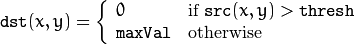 dst(x, y) = { 0 if src(x, y) > thresh
maxVal otherwise